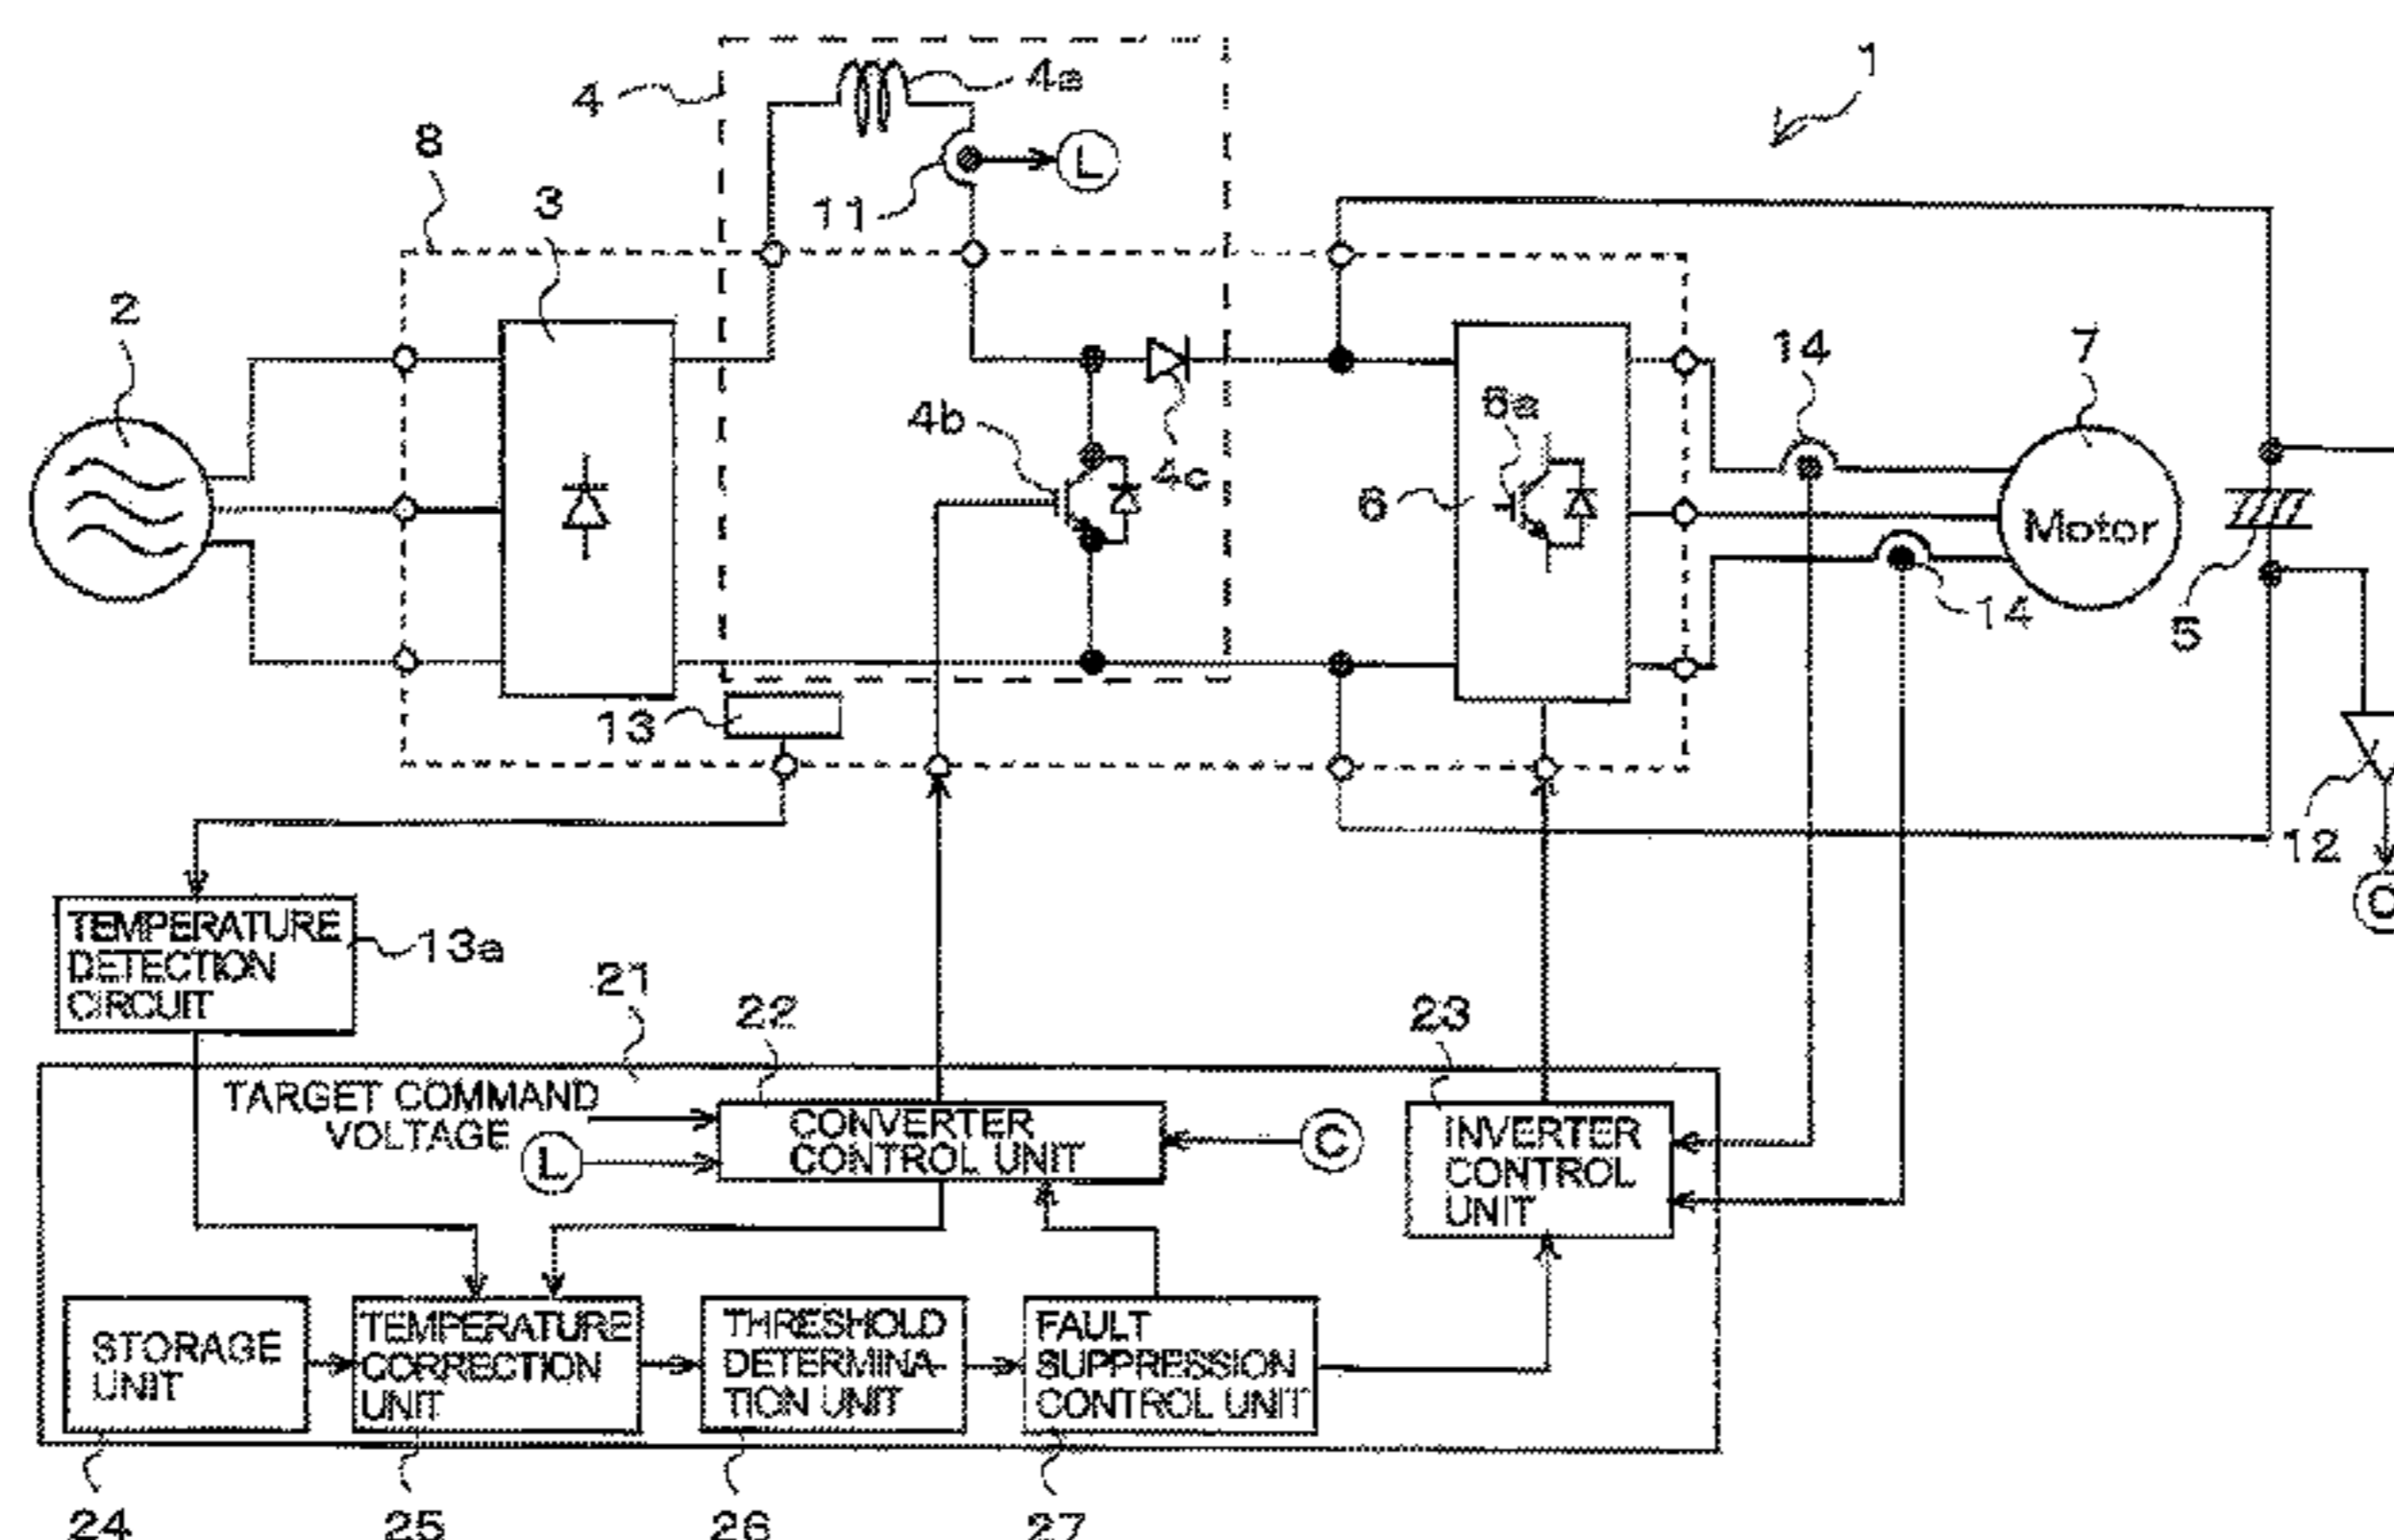 1
4
4a
8
L
3
11
2
14
7
4b
6a
4c
6
Motor
14
5
13
12
TEMPERATURE
DETECTION
CIRCUIT
13a
C
21
22
23
TARGET COMMAND
VOLTAGE
L
CONVERTER
CONTROL UNIT
C
INVERTER
CONTROL
UNIT
STORAGE
UNIT
TEMPERATURE
CORRECTION
UNIT
THRESHOLD
DETERMINA-
TION UNIT
FAULT
SUPPRESSION
CONTROL UNIT
24
25
26
27